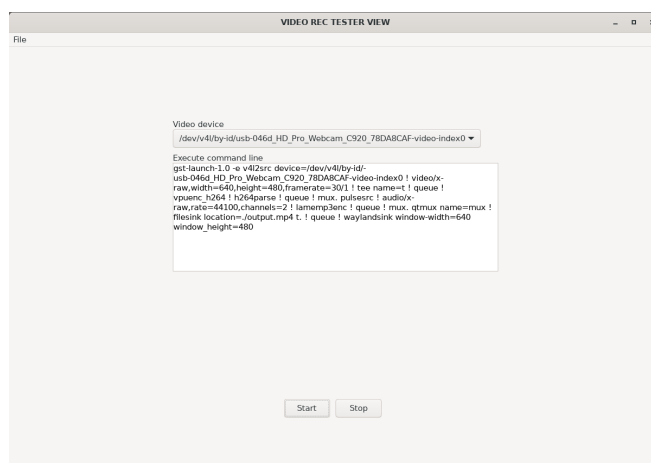 VIDEO REC TESTER VIEW
File
Video device
/dev/v4l/by-id/usb-046d_HD_Pro_Webcam_C920_78DA8CAF-video-index0
Execute command line
gst-launch-1.0 -e v4l2src device=/dev/v4l/by-id/-
usb-046d_HD_Pro_Webcam_C920_78DA8CAF-video-index0 ! video/x-
raw,width=640,height=480,framerate=30/1 ! tee name=t ! queue !
vpuenc_h264 ! h264parse ! queue ! mux. pulsesrc ! audio/x-
raw,rate=44100,channels=2 ! lamemp3enc ! queue ! mux. qtmux name=mux !
filesink location=./output.mp4 t. ! queue ! waylandsink window-width=640
window_height=480
Start Stop